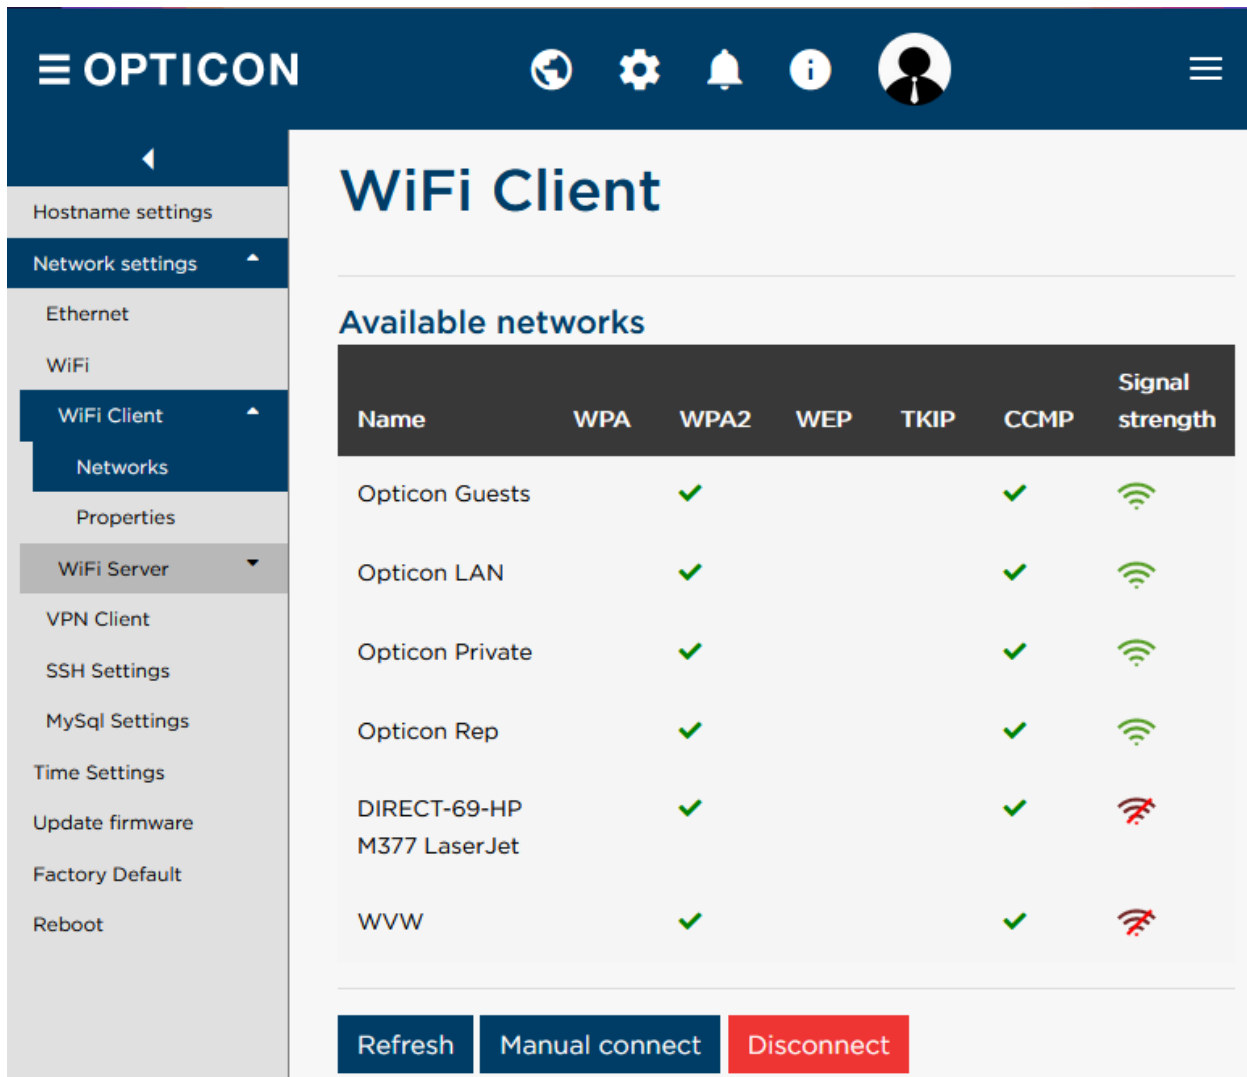 OPTICON
Hostname settings
Network settings
Ethernet
WiFi
WiFi Client
Networks
Properties
WiFi Server
VPN Client
SSH Settings
MySql Settings
Time Settings
Update firmware
Factory Default
Reboot
WiFi Client
Available networks
Name WPA WPA2 WEP TKIP CCMP Signal
strength
Opticon Guests
Opticon LAN
Opticon Private
Opticon Rep
DIRECT-69-HP
M377 LaserJet
WVW
Refresh Manual connect Disconnect